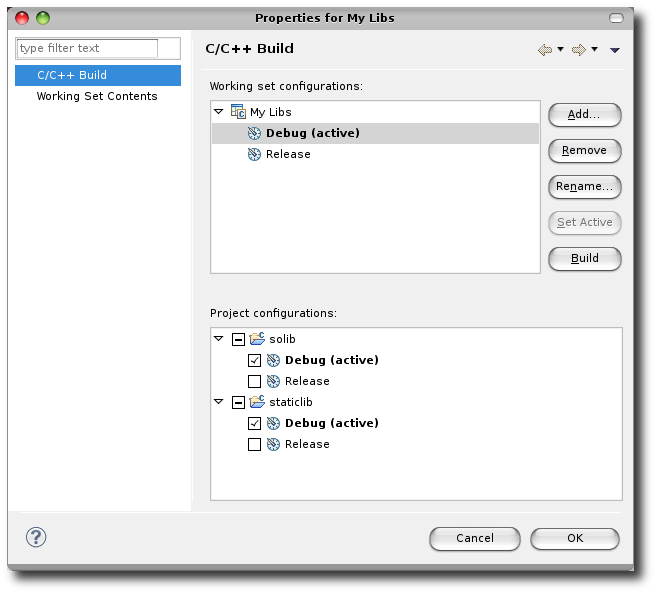 Properties for My Libs
type filter text
C/C++ Build
Working Set Contents
C/C++ Build
Working set configurations:
My Libs
Debug (active)
Release
Add...
Remove
Rename...
Set Active
Build
Project configurations:
solib
Debug (active)
Release
staticlib
Debug (active)
Release
?
Cancel
OK